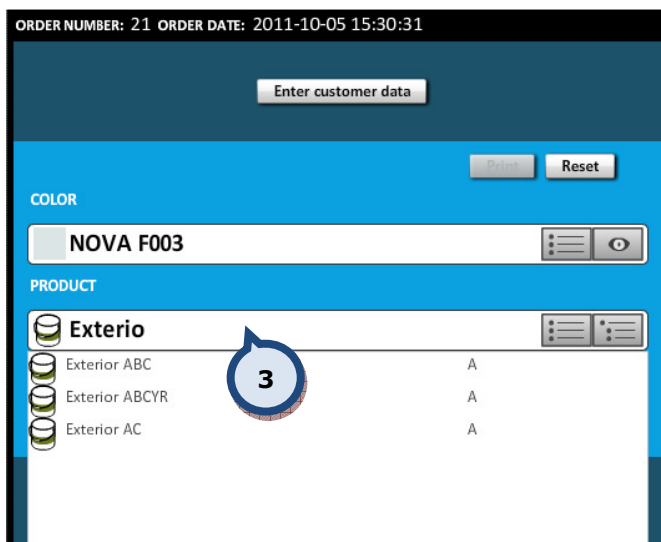 ORDER NUMBER: 21 ORDER DATE: 2011-10-05 15:30:31
Enter customer data
Print Reset
COLOR
NOVA F003
PRODUCT
Exterio
Exterior ABC A
3
Exterior ABCYR A
Exterior AC A